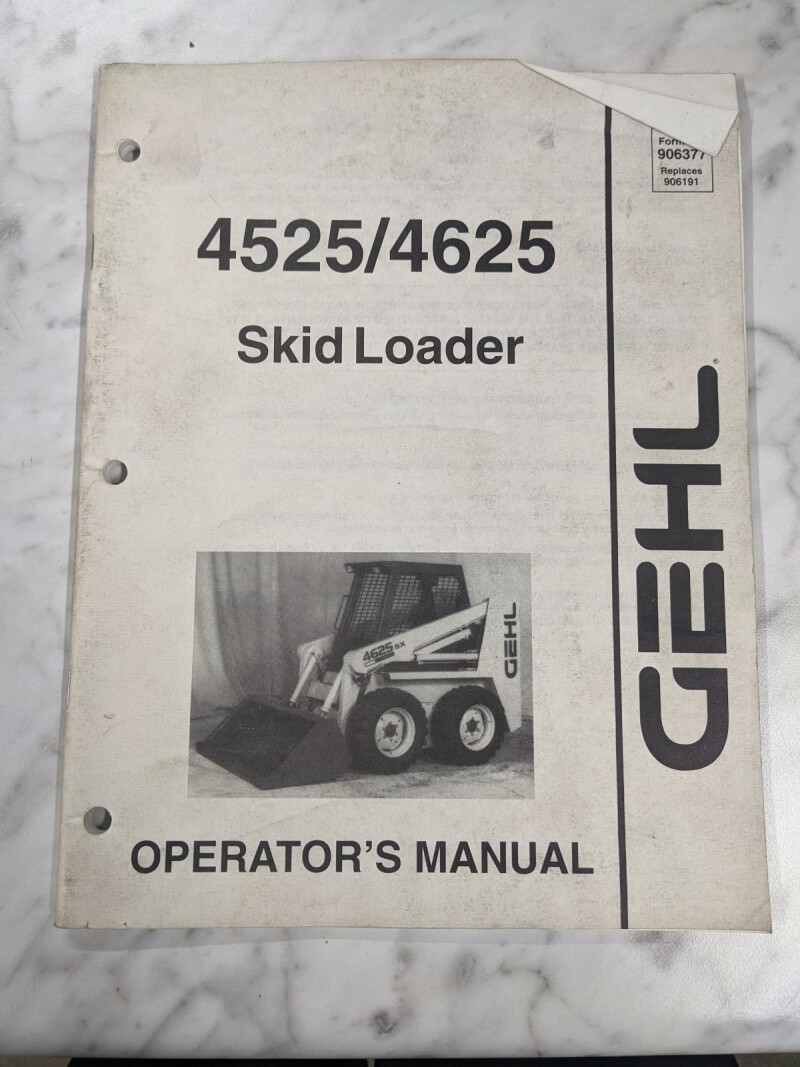 Form
906377
Replaces
906191
4525/4625
Skid Loader
GEHL®
4625 SX
GEHL
OPERATOR'S MANUAL